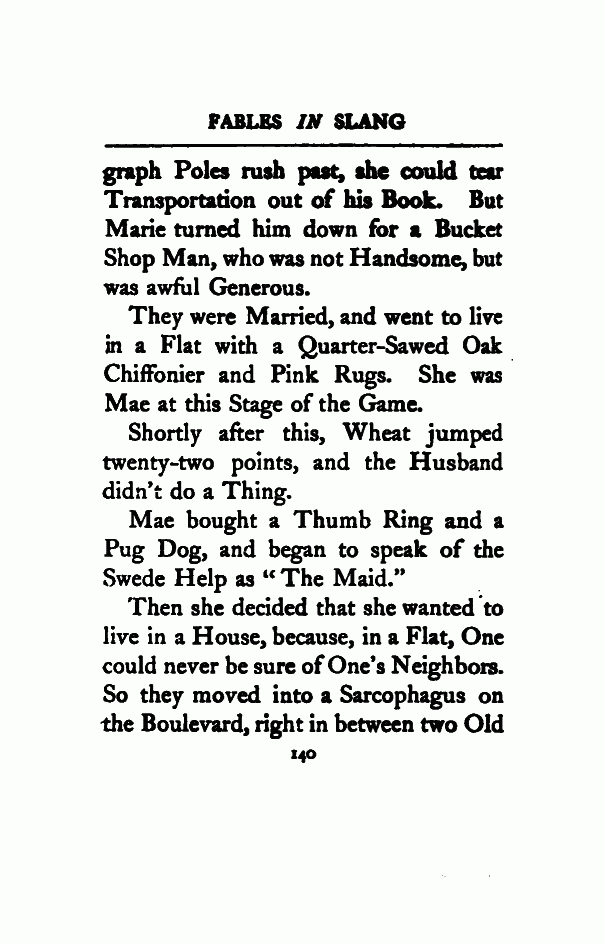 FABLES IN SLANG
graph Poles rush past, she could tear
Transportation out of his Book. But
Marie turned him down for a Bucket
Shop Man, who was not Handsome, but
was awful Generous.
They were Married, and went to live
in a Flat with a Quarter-Sawed Oak
Chiffonier and Pink Rugs. She was
Mae at this Stage of the Game.
Shortly after this, Wheat jumped
twenty-two points, and the Husband
didn't do a Thing.
Mae bought a Thumb Ring and a
Pug Dog, and began to speak of the
Swede Help as “The Maid.”
Then she decided that she wanted to
live in a House, because, in a Flat, One
could never be sure of One's Neighbors.
So they moved into a Sarcophagus on
the Boulevard, right in between two Old
140